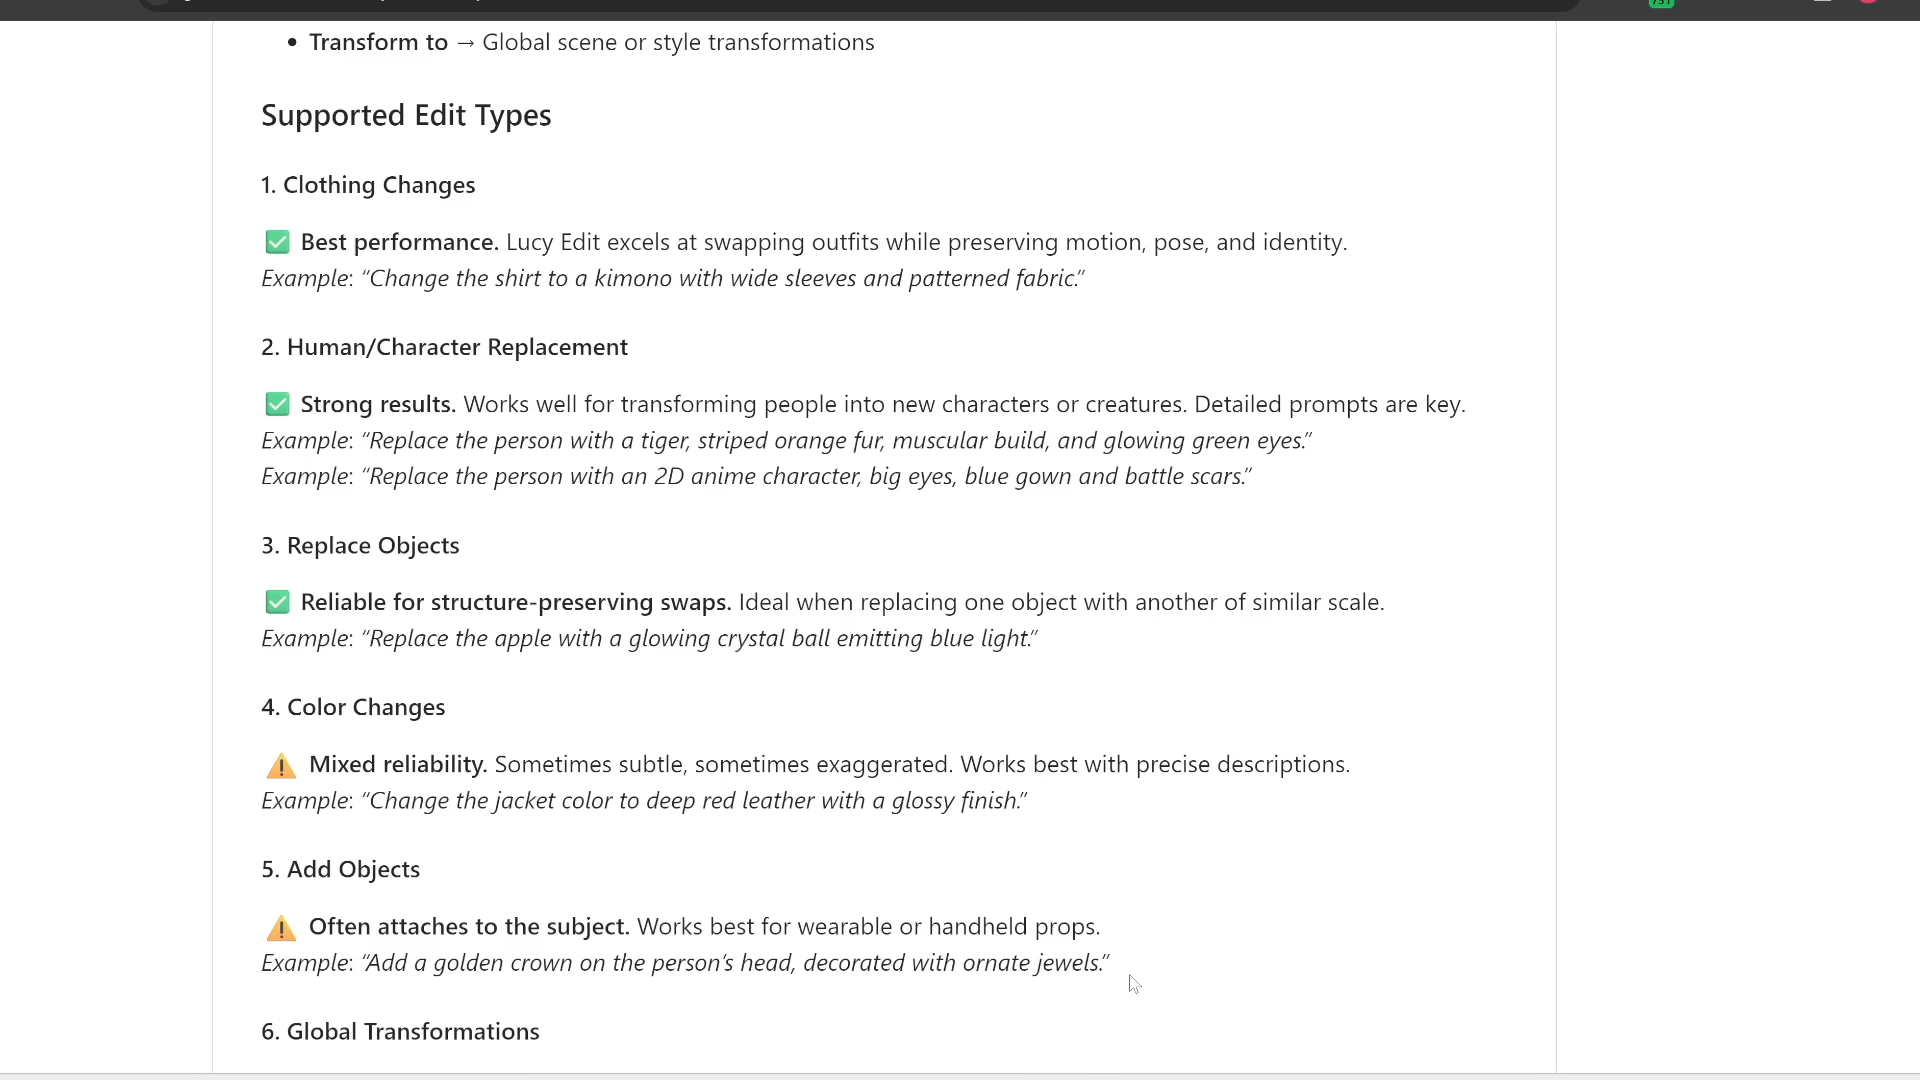 • Transform to → Global scene or style transformations
Supported Edit Types
1. Clothing Changes
✅ Best performance. Lucy Edit excels at swapping outfits while preserving motion, pose, and identity.
Example: “Change the shirt to a kimono with wide sleeves and patterned fabric.”
2. Human/Character Replacement
✅ Strong results. Works well for transforming people into new characters or creatures. Detailed prompts are key.
Example: “Replace the person with a tiger, striped orange fur, muscular build, and glowing green eyes.”
Example: “Replace the person with an 2D anime character, big eyes, blue gown and battle scars.”
3. Replace Objects
✅ Reliable for structure-preserving swaps. Ideal when replacing one object with another of similar scale.
Example: “Replace the apple with a glowing crystal ball emitting blue light.”
4. Color Changes
⚠️ Mixed reliability. Sometimes subtle, sometimes exaggerated. Works best with precise descriptions.
Example: “Change the jacket color to deep red leather with a glossy finish.”
5. Add Objects
⚠️ Often attaches to the subject. Works best for wearable or handheld props.
Example: “Add a golden crown on the person’s head, decorated with ornate jewels.”
6. Global Transformations